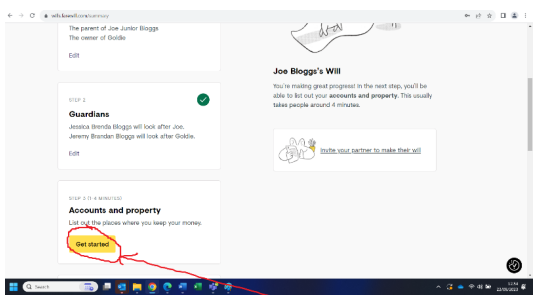 wills.farewill.com/summary
The parent of Joe Junior Bloggs
The owner of Goldie
Edit
STEP 2
Guardians
Jessica Brenda Bloggs will look after Joe.
Jeremy Brandan Bloggs will look after Goldie.
Edit
STEP 3 (1-4 MINUTES)
Accounts and property
List out the places where you keep your money.
Get started
Joe Bloggs's Will
You're making great progress! In the next step, you'll be
able to list out your accounts and property. This usually
takes people around 4 minutes.
Invite your partner to make their will
Search
23/05/2023